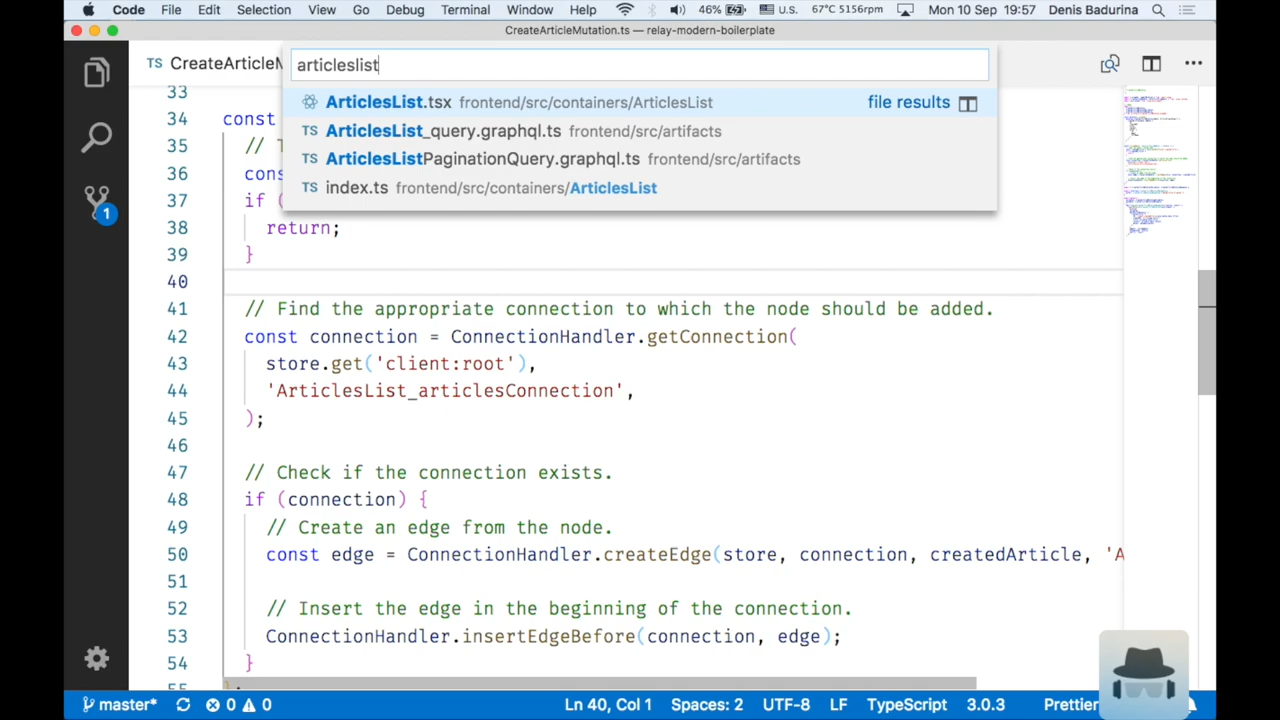 Code File Edit Selection View Go Debug Terminal Window Help 46% U.S. 67°C 5156rpm Mon 10 Sep 19:57 Denis Badurina
CreateArticleMutation.ts — relay-modern-boilerplate
TS CreateArticleM
articleslist
ArticlesList.tsx frontend/src/containers/ArticlesList file results
TS ArticlesList_query.graphql.ts frontend/src/artifacts
TS ArticlesListPaginationQuery.graphql.ts frontend/src/artifacts
TS index.ts frontend/src/containers/ArticlesList
33
34 const
35 // T
36 cons
37 if
38 return;
39 }
40
41 // Find the appropriate connection to which the node should be added.
42 const connection = ConnectionHandler.getConnection(
43 store.get('client:root'),
44 'ArticlesList_articlesConnection',
45 );
46
47 // Check if the connection exists.
48 if (connection) {
49 // Create an edge from the node.
50 const edge = ConnectionHandler.createEdge(store, connection, createdArticle, 'A
51
52 // Insert the edge in the beginning of the connection.
53 ConnectionHandler.insertEdgeBefore(connection, edge);
54 }
55
1
master* 0 0 Ln 40, Col 1 Spaces: 2 UTF-8 LF TypeScript 3.0.3 Prettier